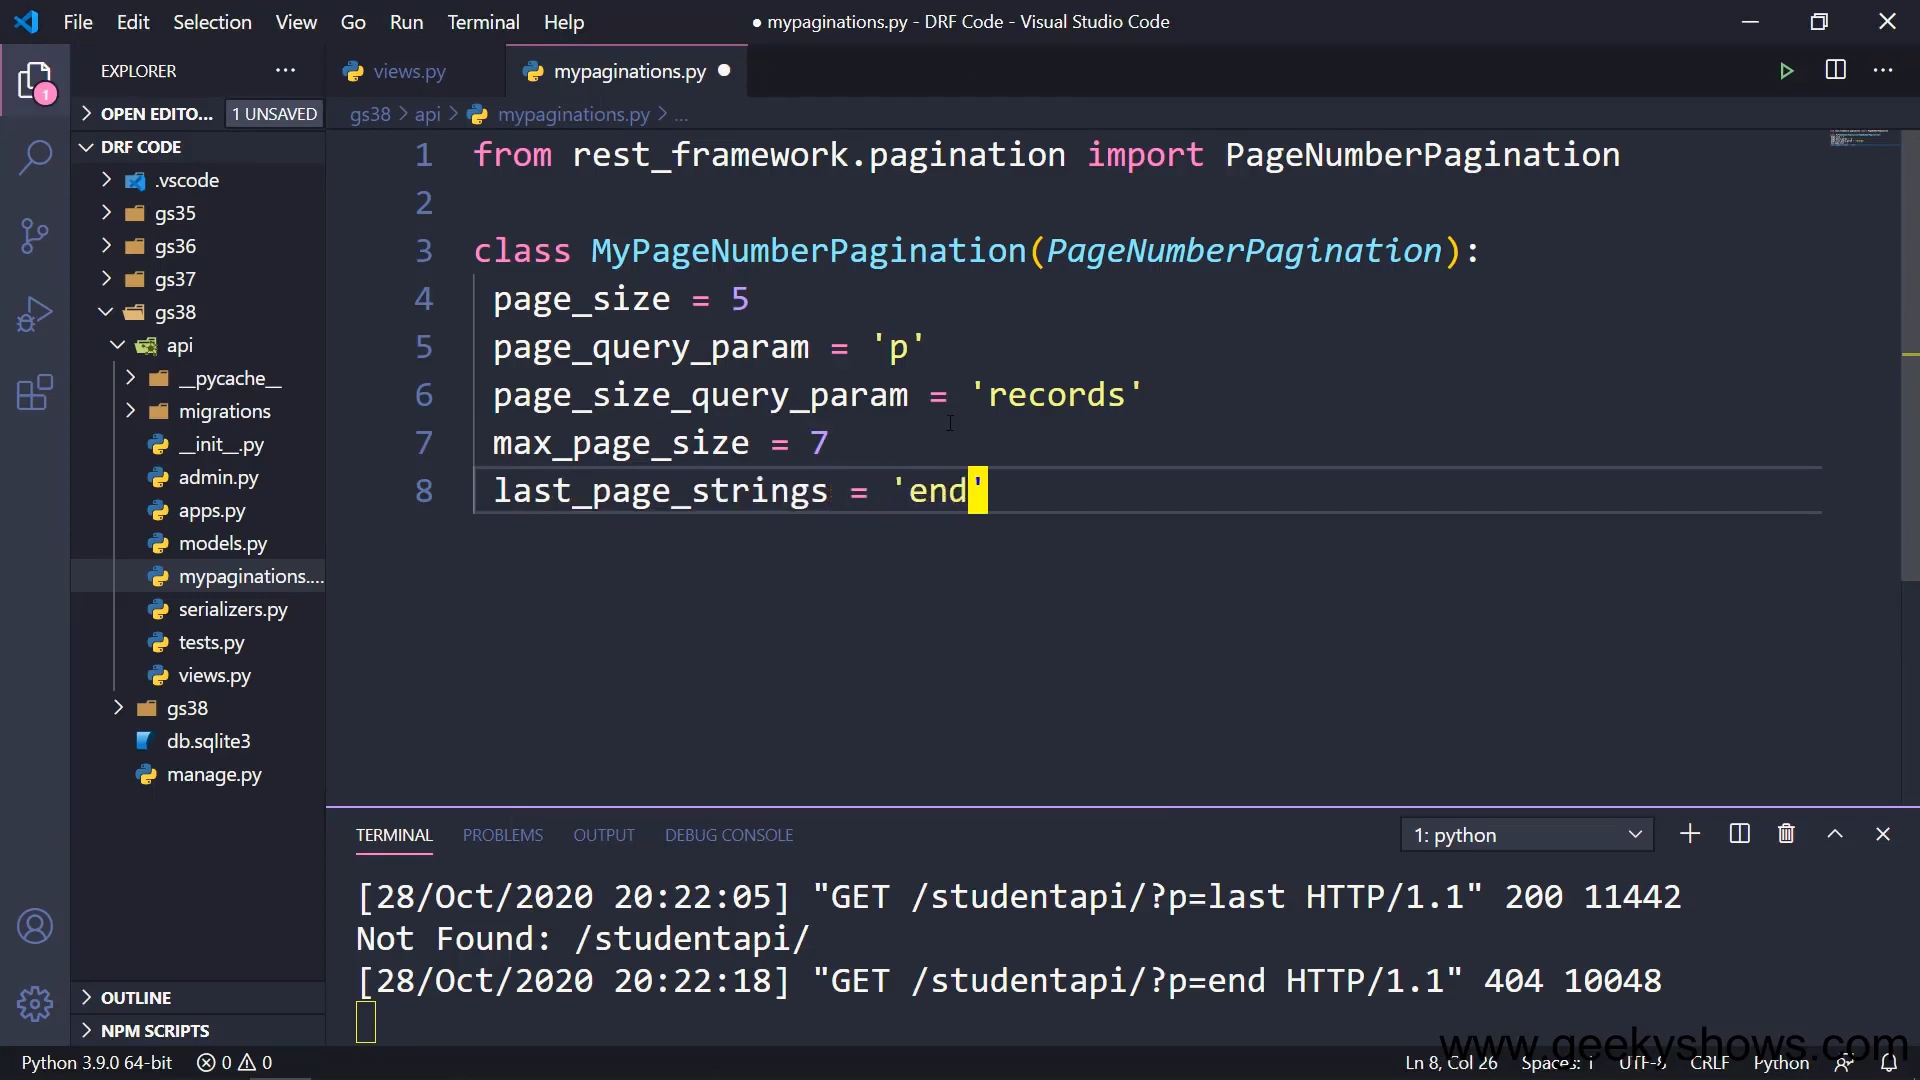 File Edit Selection View Go Run Terminal Help
● mypaginations.py - DRF Code - Visual Studio Code
EXPLORER
OPEN EDITO... 1 UNSAVED
DRF CODE
.vscode
gs35
gs36
gs37
gs38
api
__pycache__
migrations
__init__.py
admin.py
apps.py
models.py
mypaginations....
serializers.py
tests.py
views.py
gs38
db.sqlite3
manage.py
OUTLINE
NPM SCRIPTS
1
views.py mypaginations.py ●
gs38 > api > mypaginations.py > ...
1 from rest_framework.pagination import PageNumberPagination
2
3 class MyPageNumberPagination(PageNumberPagination):
4 page_size = 5
5 page_query_param = 'p'
6 page_size_query_param = 'records'
7 max_page_size = 7
8 last_page_strings = 'end'
TERMINAL PROBLEMS OUTPUT DEBUG CONSOLE 1: python
[28/Oct/2020 20:22:05] "GET /studentapi/?p=last HTTP/1.1" 200 11442
Not Found: /studentapi/
[28/Oct/2020 20:22:18] "GET /studentapi/?p=end HTTP/1.1" 404 10048
www.geekyshows.com
Python 3.9.0 64-bit 0 0 Ln 8, Col 26 Spaces: 1 UTF-8 CRLF Python